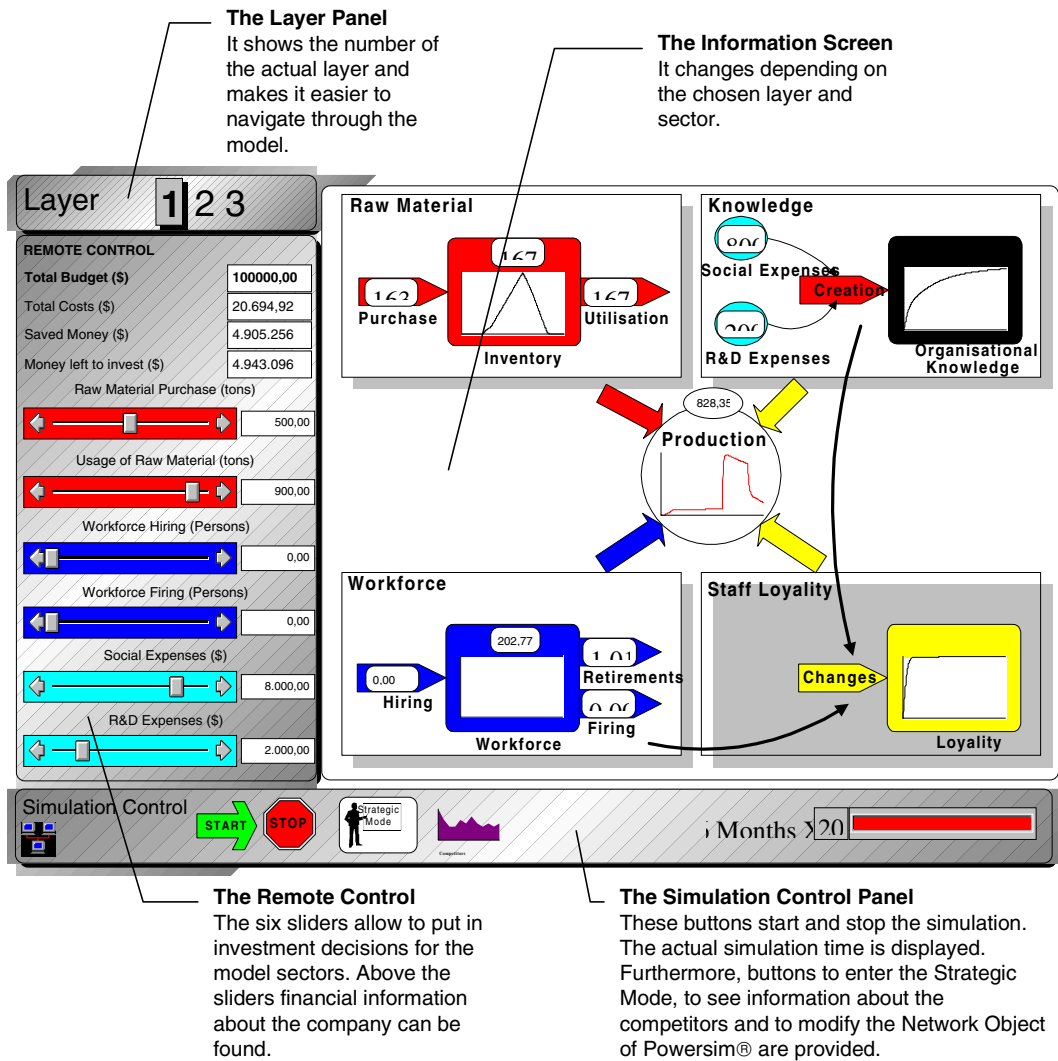 The Layer Panel
It shows the number of
the actual layer and
makes it easier to
navigate through the
model.
The Information Screen
It changes depending on
the chosen layer and
sector.
Layer 1 2 3
REMOTE CONTROL
Total Budget ($) 100000,00
Total Costs ($) 20.694,92
Saved Money ($) 4.905.256
Money left to invest ($) 4.943.096
Raw Material Purchase (tons)
500,00
Usage of Raw Material (tons)
900,00
Workforce Hiring (Persons)
0,00
Workforce Firing (Persons)
0,00
Social Expenses ($)
8.000,00
R&D Expenses ($)
2.000,00
Raw Material
167
163
167
Purchase
Utilisation
Inventory
Knowledge
Social Expenses
Creation
R&D Expenses
Organisational
Knowledge
828,35
Production
Workforce
202,77
0,00
Hiring
Retirements
Firing
Workforce
Staff Loyality
Changes
Loyality
Simulation Control
START
STOP
Strategic
Mode
Competitors
Months
20
The Remote Control
The six sliders allow to put in
investment decisions for the
model sectors. Above the
sliders financial information
about the company can be
found.
The Simulation Control Panel
These buttons start and stop the simulation.
The actual simulation time is displayed.
Furthermore, buttons to enter the Strategic
Mode, to see information about the
competitors and to modify the Network Object
of Powersim® are provided.